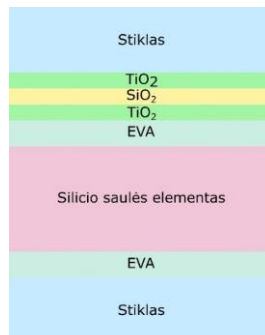 Stiklas
TiO2
SiO₂
TiO₂
EVA
Silicio saulės elementas
EVA
Stiklas